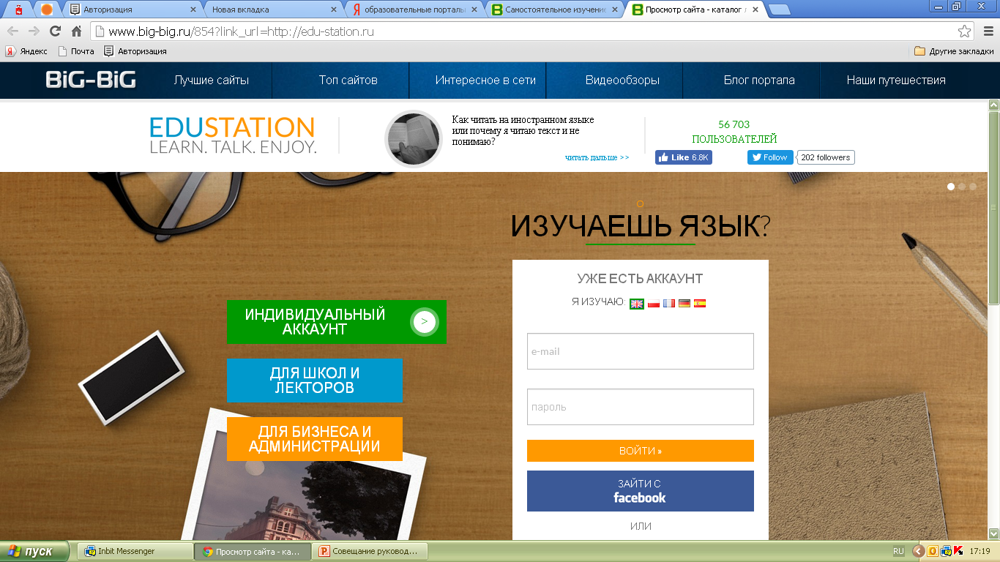 Авторизация
Новая вкладка
образовательные порталы
Самостоятельное изучение
Просмотр сайта - каталог л
www.big-big.ru/854?link_url=http://edu-station.ru
Яндекс
Почта
Авторизация
Другие закладки
BiG-BiG
Лучшие сайты
Топ сайтов
Интересное в сети
Видеообзоры
Блог портала
Наши путешествия
EDUSTATION
LEARN. TALK. ENJOY.
Как читать на иностранном языке
или почему я читаю текст и не
понимаю?
читать дальше >>
56 703
ПОЛЬЗОВАТЕЛЕЙ
Like 6.8K
Follow
202 followers
ИЗУЧАЕШЬ ЯЗЫК?
ИНДИВИДУАЛЬНЫЙ
АККАУНТ
>
ДЛЯ ШКОЛ И
ЛЕКТОРОВ
ДЛЯ БИЗНЕСА И
АДМИНИСТРАЦИИ
УЖЕ ЕСТЬ АККАУНТ
Я ИЗУЧАЮ:
e-mail
пароль
ВОЙТИ »
ЗАЙТИ С
facebook
ИЛИ
пуск
Inbit Messenger
Просмотр сайта - ка...
Совещание руковод...
RU
17:19